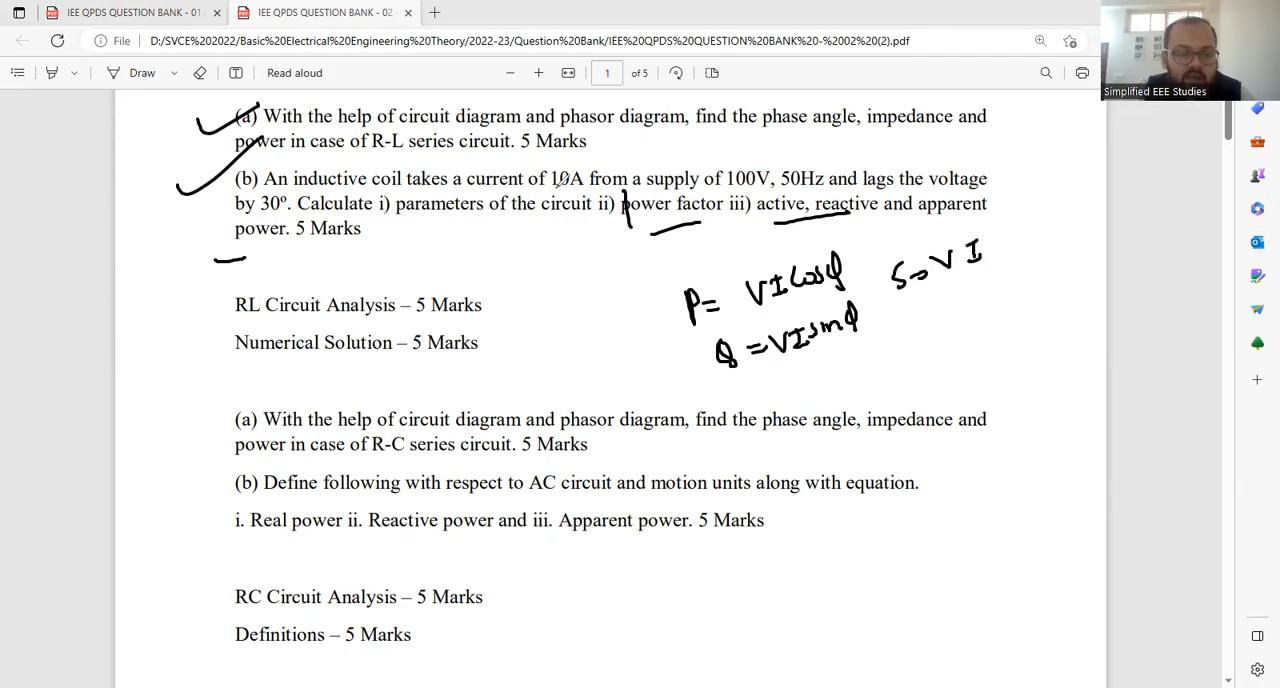 IEE QPDS QUESTION BANK - 01
IEE QPDS QUESTION BANK - 02
File
D:/SVCE%202022/Basic%20Electrical%20Engineering%20Theory/2022-23/Question%20Bank/IEE%20QPDS%20QUESTION%20BANK%20-%2002%20(2).pdf
Draw
Read aloud
1 of 5
Simplified EEE Studies
(a) With the help of circuit diagram and phasor diagram, find the phase angle, impedance and
power in case of R-L series circuit. 5 Marks
(b) An inductive coil takes a current of 10A from a supply of 100V, 50Hz and lags the voltage
by 30º. Calculate i) parameters of the circuit ii) power factor iii) active, reactive and apparent
power. 5 Marks
P = VI cosφ
S = VI
Q = VI sinφ
RL Circuit Analysis – 5 Marks
Numerical Solution – 5 Marks
(a) With the help of circuit diagram and phasor diagram, find the phase angle, impedance and
power in case of R-C series circuit. 5 Marks
(b) Define following with respect to AC circuit and motion units along with equation.
i. Real power ii. Reactive power and iii. Apparent power. 5 Marks
RC Circuit Analysis – 5 Marks
Definitions – 5 Marks